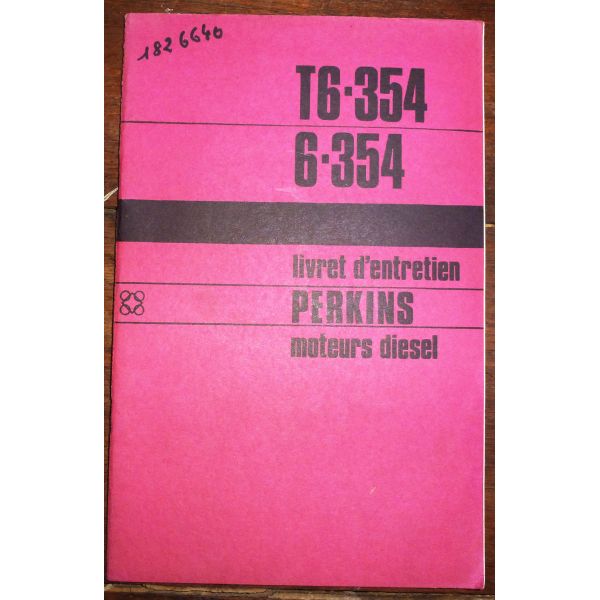 1826640
T6·354
6·354
livret d'entretien
PERKINS
moteurs diesel